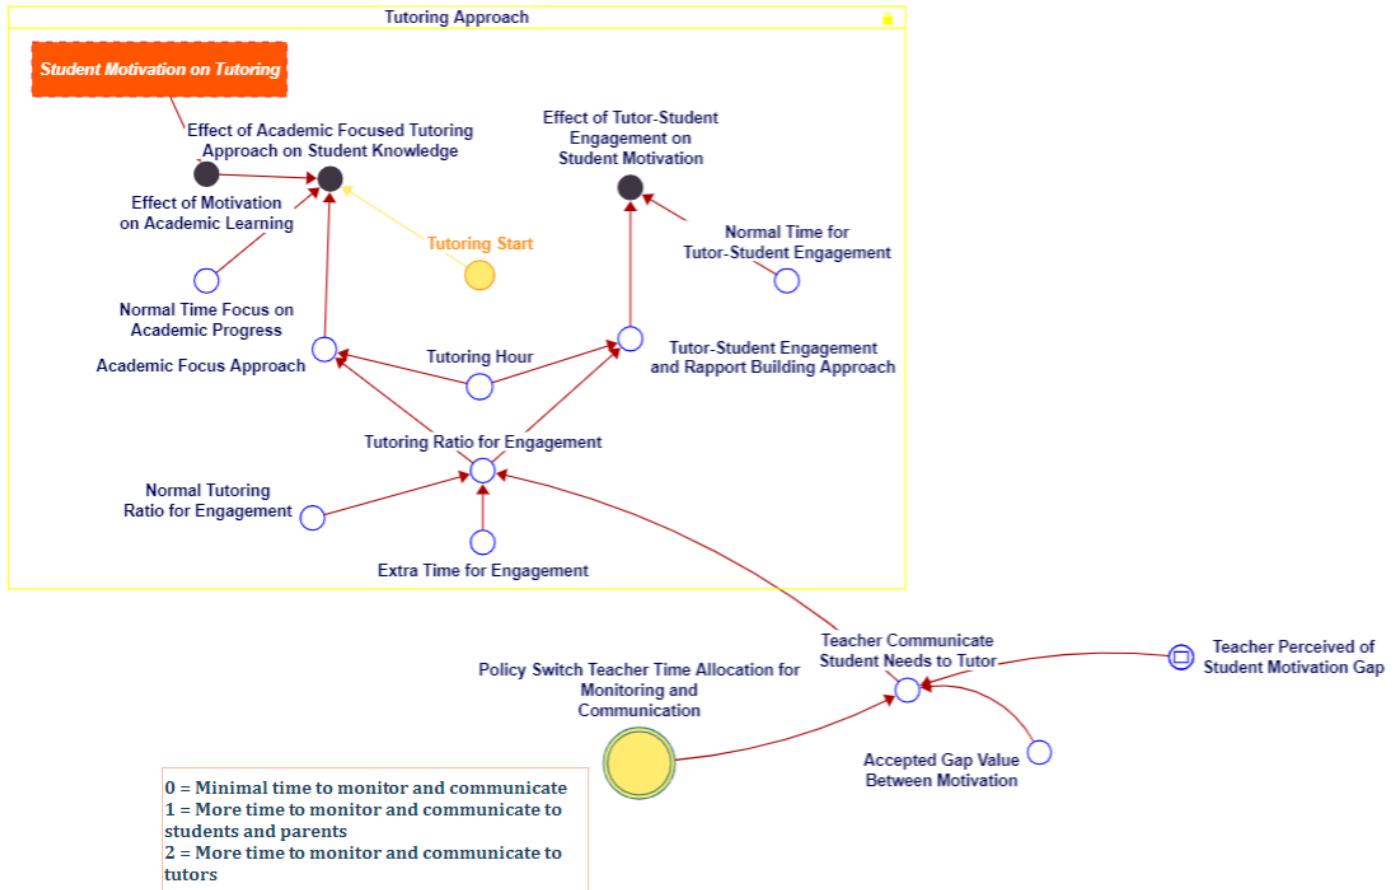 Tutoring Approach
Student Motivation on Tutoring
Effect of Academic Focused Tutoring
Approach on Student Knowledge
Effect of Tutor-Student
Engagement on
Student Motivation
Effect of Motivation
on Academic Learning
Tutoring Start
Normal Time for
Tutor-Student Engagement
Normal Time Focus on
Academic Progress
Academic Focus Approach
Tutoring Hour
Tutor-Student Engagement
and Rapport Building Approach
Tutoring Ratio for Engagement
Normal Tutoring
Ratio for Engagement
Extra Time for Engagement
Teacher Communicate
Student Needs to Tutor
Teacher Perceived of
Student Motivation Gap
Policy Switch Teacher Time Allocation for
Monitoring and
Communication
Accepted Gap Value
Between Motivation
0 = Minimal time to monitor and communicate
1 = More time to monitor and communicate to
students and parents
2 = More time to monitor and communicate to
tutors